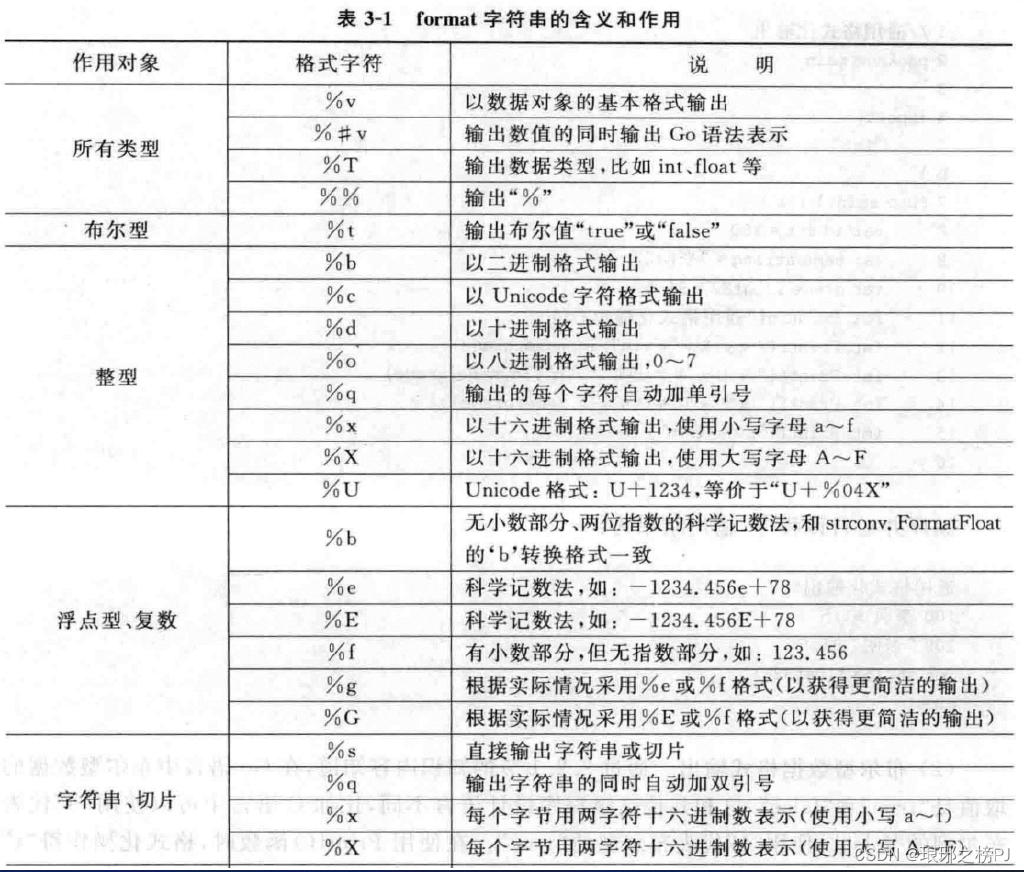 表 3-1 format 字符串的含义和作用
作用对象 格式字符 说 明
所有类型
%v 以数据对象的基本格式输出
%#v 输出数值的同时输出 Go 语法表示
%T 输出数据类型,比如 int、float 等
%% 输出“%”
布尔型 %t 输出布尔值“true”或“false”
整型
%b 以二进制格式输出
%c 以 Unicode 字符格式输出
%d 以十进制格式输出
%o 以八进制格式输出,0～7
%q 输出的每个字符自动加单引号
%x 以十六进制格式输出,使用小写字母 a～f
%X 以十六进制格式输出,使用大写字母 A～F
%U Unicode 格式: U+1234,等价于“U+%04X”
浮点型、复数
%b 无小数部分、两位指数的科学记数法,和 strconv.FormatFloat
的‘b’转换格式一致
%e 科学记数法,如: -1234.456e+78
%E 科学记数法,如: -1234.456E+78
%f 有小数部分,但无指数部分,如: 123.456
%g 根据实际情况采用%e或%f格式(以获得更简洁的输出)
%G 根据实际情况采用%E或%f格式(以获得更简洁的输出)
字符串、切片
%s 直接输出字符串或切片
%q 输出字符串的同时自动加双引号
%x 每个字节用两字符十六进制数表示(使用小写 a～f)
%X 每个字节用两字符十六进制数表示(使用大写 A～F)
CSDN @琅琊之榜PJ